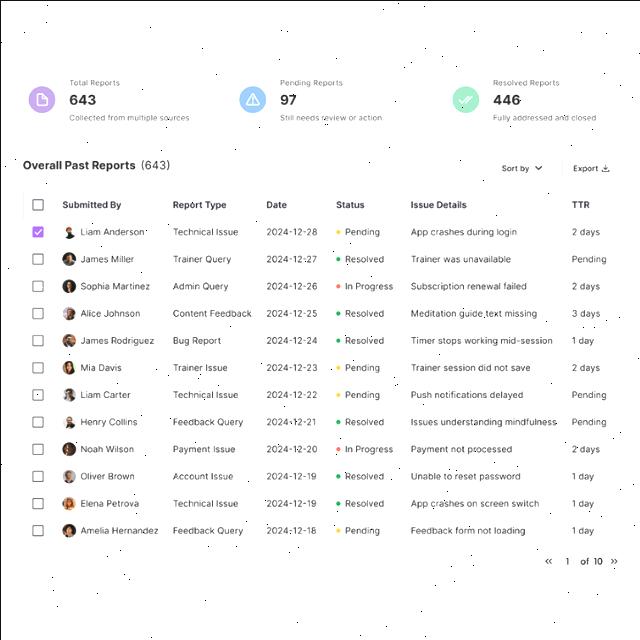 Total Reports
643
Collected from multiple sources
Pending Reports
97
Still needs review or action
Resolved Reports
446
Fully addressed and closed
Overall Past Reports (643)
Sort by
Export
Submitted By Report Type Date Status Issue Details TTR
Liam Anderson Technical Issue 2024-12-28 Pending App crashes during login 2 days
James Miller Trainer Query 2024-12-27 Resolved Trainer was unavailable Pending
Sophia Martinez Admin Query 2024-12-26 In Progress Subscription renewal failed 2 days
Alice Johnson Content Feedback 2024-12-25 Resolved Meditation guide text missing 3 days
James Rodriguez Bug Report 2024-12-24 Resolved Timer stops working mid-session 1 day
Mia Davis Trainer Issue 2024-12-23 Pending Trainer session did not save 2 days
Liam Carter Technical Issue 2024-12-22 Pending Push notifications delayed Pending
Henry Collins Feedback Query 2024-12-21 Resolved Issues understanding mindfulness Pending
Noah Wilson Payment Issue 2024-12-20 In Progress Payment not processed 2 days
Oliver Brown Account Issue 2024-12-19 Resolved Unable to reset password 1 day
Elena Petrova Technical Issue 2024-12-19 Resolved App crashes on screen switch 1 day
Amelia Hernandez Feedback Query 2024-12-18 Pending Feedback form not loading 1 day
« 1 of 10 »